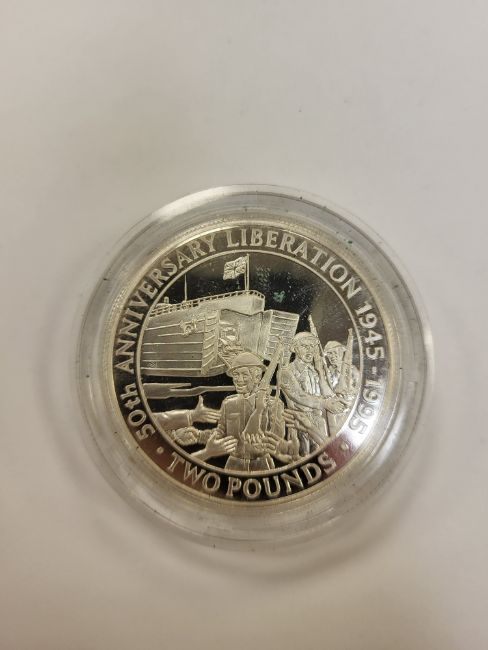 50th ANNIVERSARY LIBERATION 1945-1995
· TWO POUNDS ·